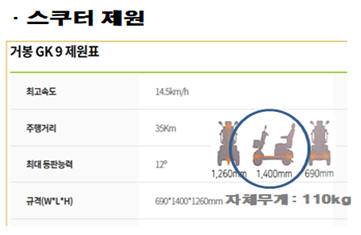 · 스쿠터 제원
거봉 GK 9 제원표
최고속도 14.5km/h
주행거리 35Km
최대 등판능력 12º
1,260mm 1,400mm 690mm
규격(W*L*H) 690*1400*1260mm
자체무게 : 110kg